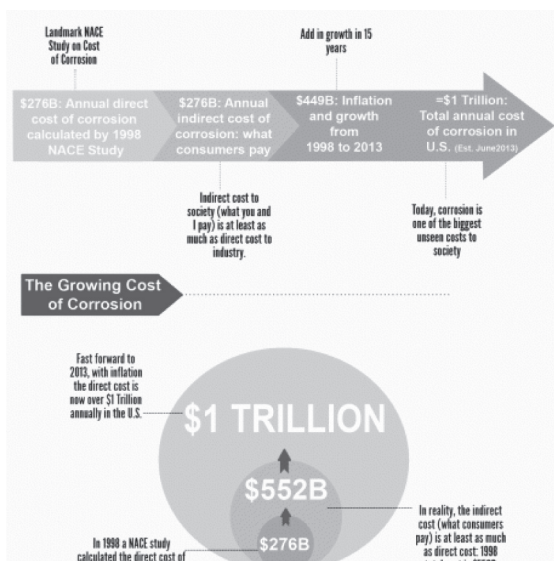 Landmark NACE
Study on Cost
of Corrosion
Add in growth in 15
years
$276B: Annual direct
cost of corrosion
calculated by 1998
NACE Study
$276B: Annual
indirect cost of
corrosion: what
consumers pay
$449B: Inflation
and growth
from
1998 to 2013
=$1 Trillion:
Total annual cost
of corrosion in
U.S. (Est. June2013)
Indirect cost to
society (what you and
I pay) is at least as
much as direct cost to
industry.
Today, corrosion is
one of the biggest
unseen costs to
society
The Growing Cost
of Corrosion
Fast forward to
2013, with inflation
the direct cost is
now over $1 Trillion
annually in the U.S.
$1 TRILLION
$552B
$276B
In reality, the indirect
cost (what consumers
pay) is at least as much
as direct cost: 1998
In 1998 a NACE study
calculated the direct cost of